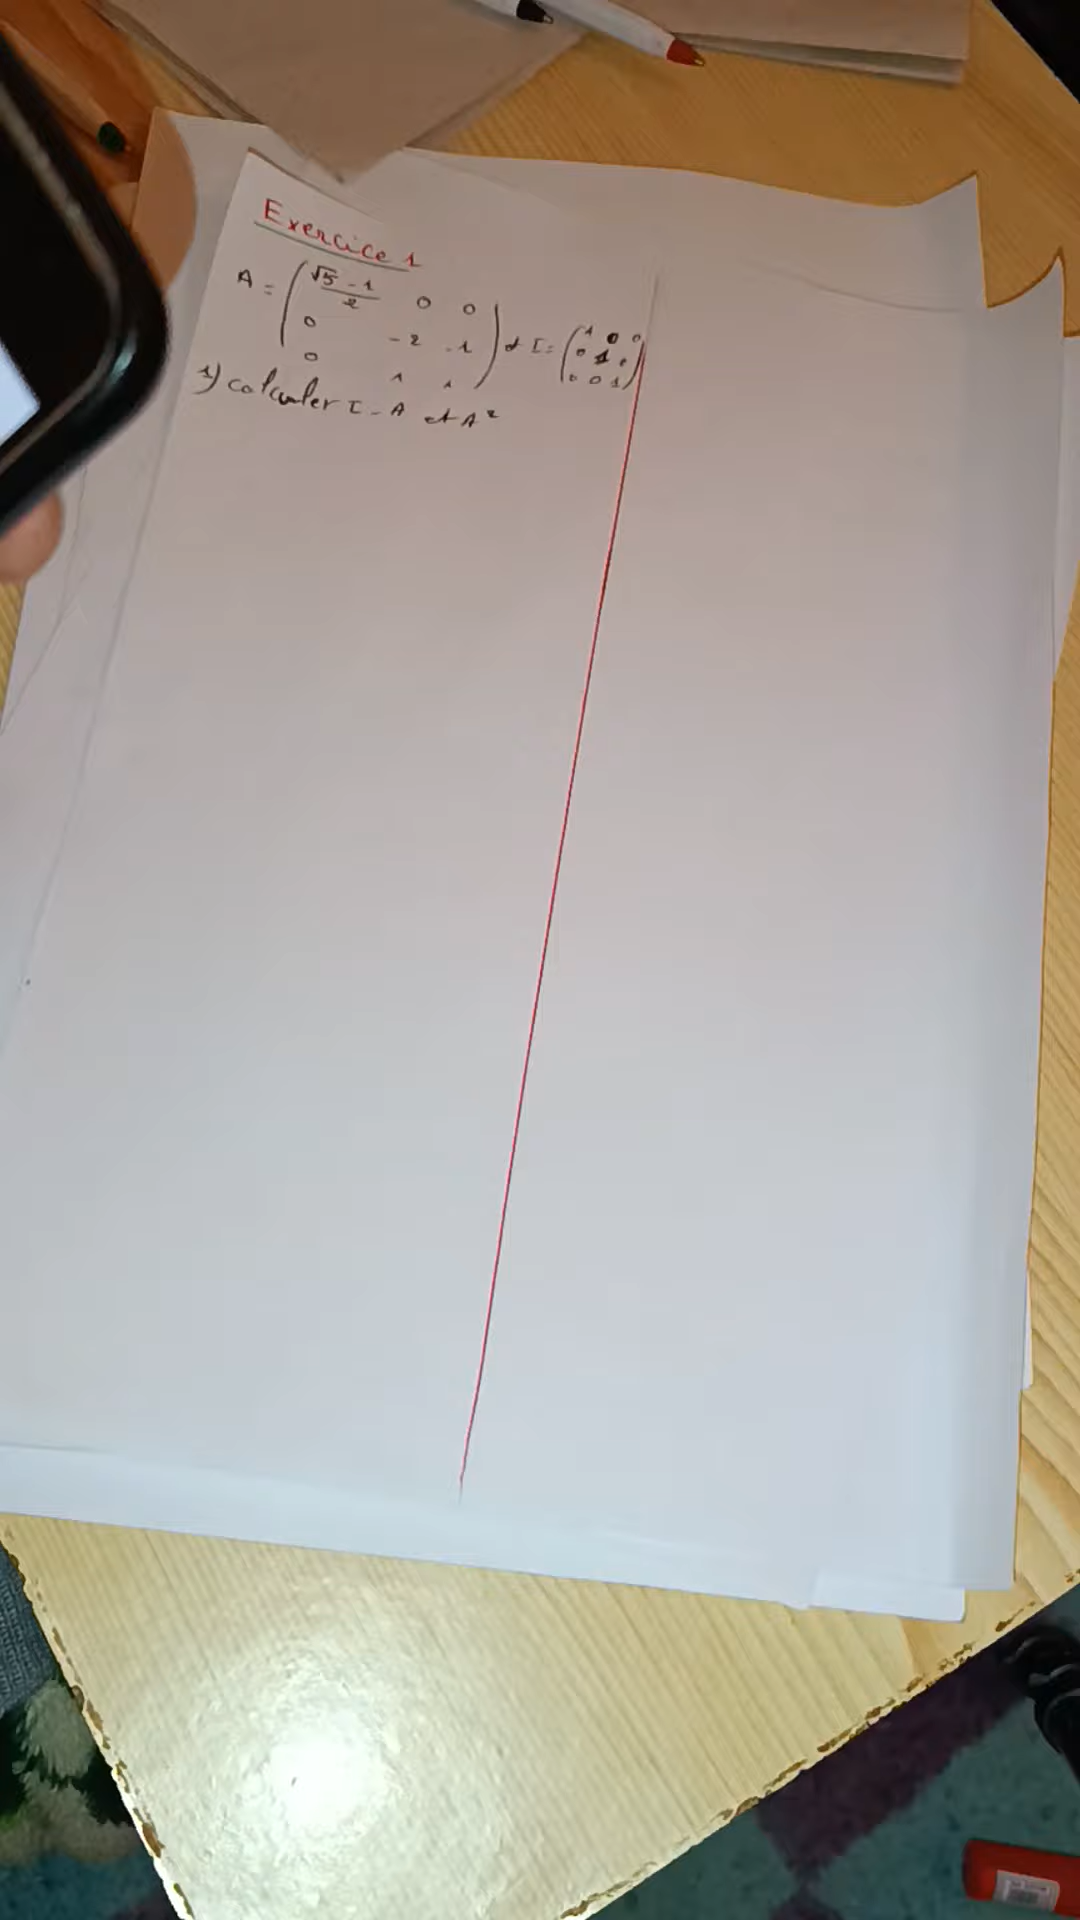 Exercice 1
A = ( (√5 - 1)/2 0 0
0 -2 -1
0 1 1 ) et I = ( 1 0 0
0 1 0
0 0 1 )
1) calculer I - A et A²